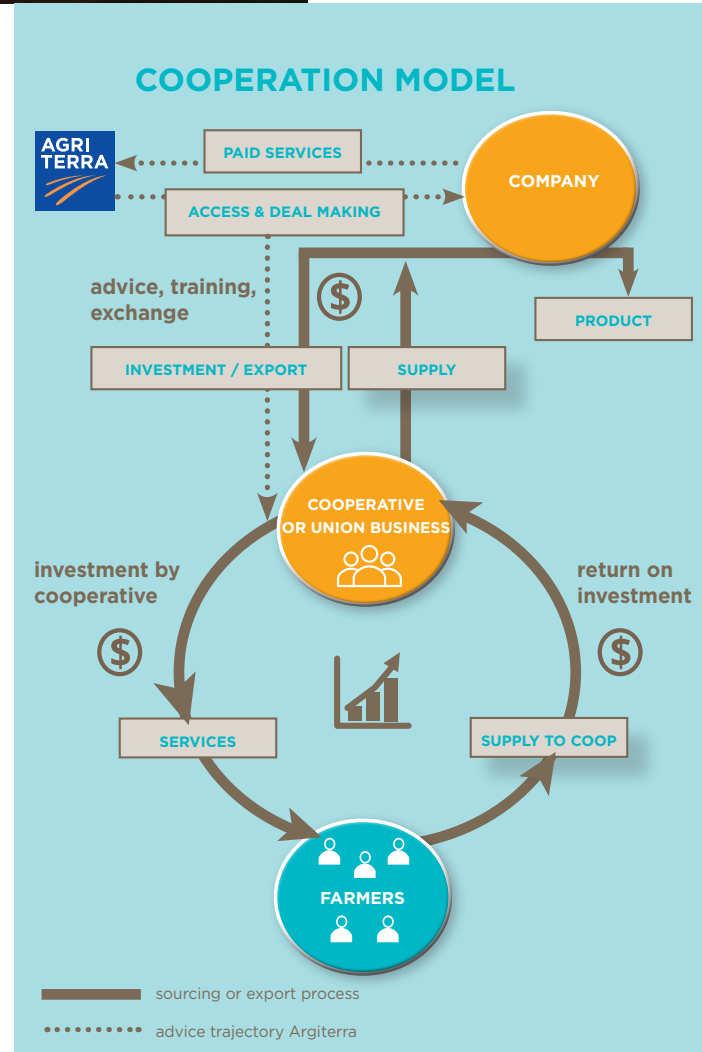 COOPERATION MODEL
AGRI
TERRA
PAID SERVICES
COMPANY
ACCESS & DEAL MAKING
advice, training,
exchange
$
PRODUCT
INVESTMENT / EXPORT
SUPPLY
COOPERATIVE
OR UNION BUSINESS
investment by
cooperative
$
return on
investment
$
SERVICES
SUPPLY TO COOP
FARMERS
sourcing or export process
advice trajectory Argiterra